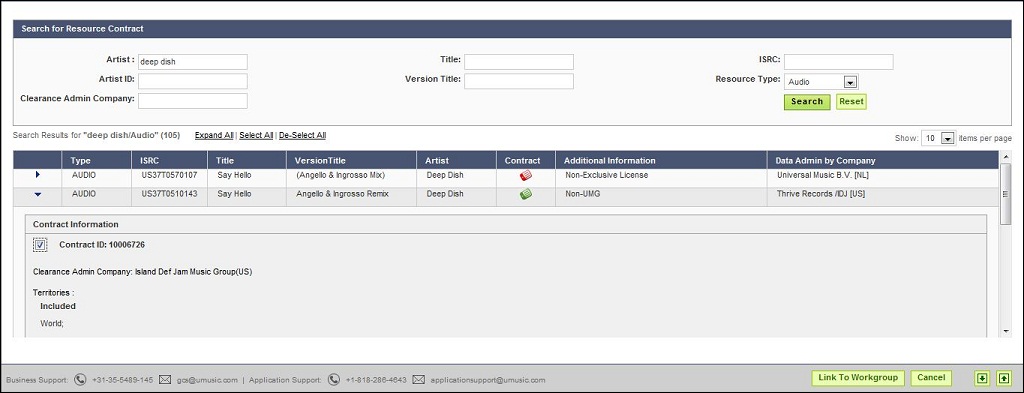 Search for Resource Contract
Artist : deep dish Title: ISRC:
Artist ID: Version Title: Resource Type: Audio
Clearance Admin Company:
Search Reset
Search Results for "deep dish/Audio" (105) Expand All | Select All | De-Select All
Show: 10 items per page
Type ISRC Title VersionTitle Artist Contract Additional Information Data Admin by Company
AUDIO US37T0570107 Say Hello (Angello & Ingrosso Mix) Deep Dish Non-Exclusive License Universal Music B.V. [NL]
AUDIO US37T0510143 Say Hello Angello & Ingrosso Remix Deep Dish Non-UMG Thrive Records /IDJ [US]
Contract Information
Contract ID: 10006726
Clearance Admin Company: Island Def Jam Music Group(US)
Territories :
Included
World;
Business Support: +31-35-5489-145 gcs@umusic.com | Application Support: +1-818-286-4643 applicationsupport@umusic.com
Link To Workgroup Cancel